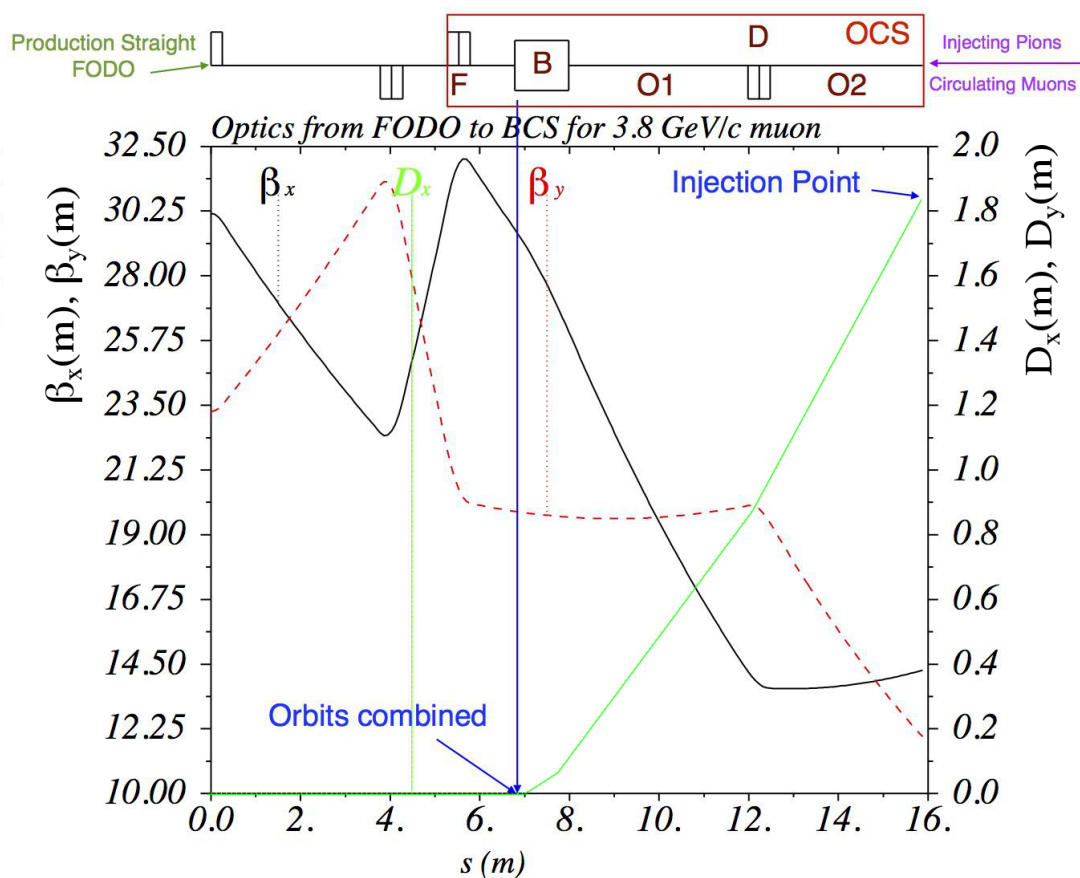 Production Straight
FODO
OCS
D
B
F
O1
O2
Injecting Pions
Circulating Muons
Optics from FODO to BCS for 3.8 GeV/c muon
32.50
30.25
28.00
25.75
23.50
21.25
19.00
16.75
14.50
12.25
10.00
βx(m), βy(m)
βx
Dx
βy
Injection Point
Orbits combined
2.0
1.8
1.6
1.4
1.2
1.0
0.8
0.6
0.4
0.2
0.0
Dx(m), Dy(m)
0.0 2. 4. 6. 8. 10. 12. 14. 16.
s (m)